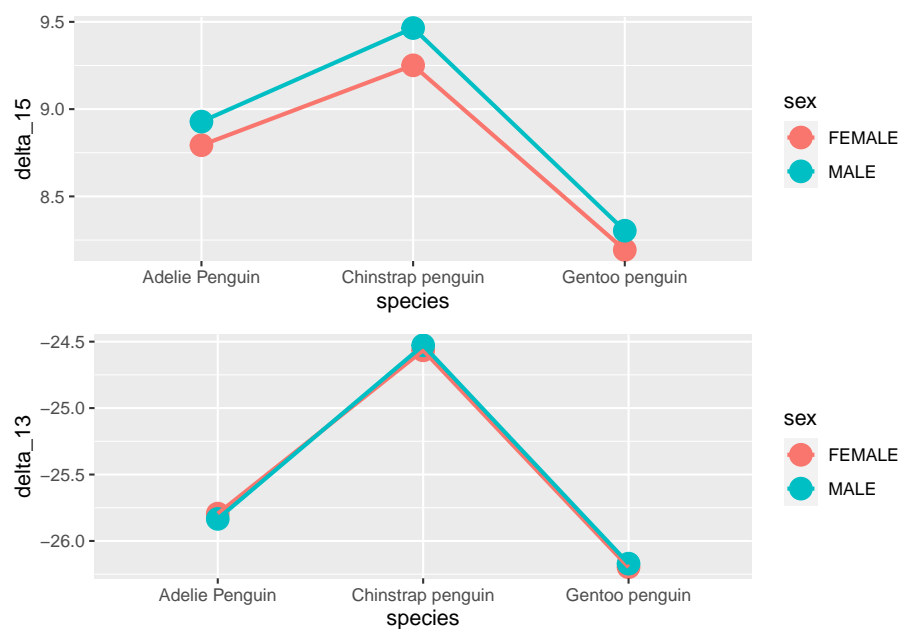 9.5
9.0
8.5
delta_15
Adelie Penguin Chinstrap penguin Gentoo penguin
species
sex
FEMALE
MALE
−24.5
−25.0
−25.5
−26.0
delta_13
Adelie Penguin Chinstrap penguin Gentoo penguin
species
sex
FEMALE
MALE